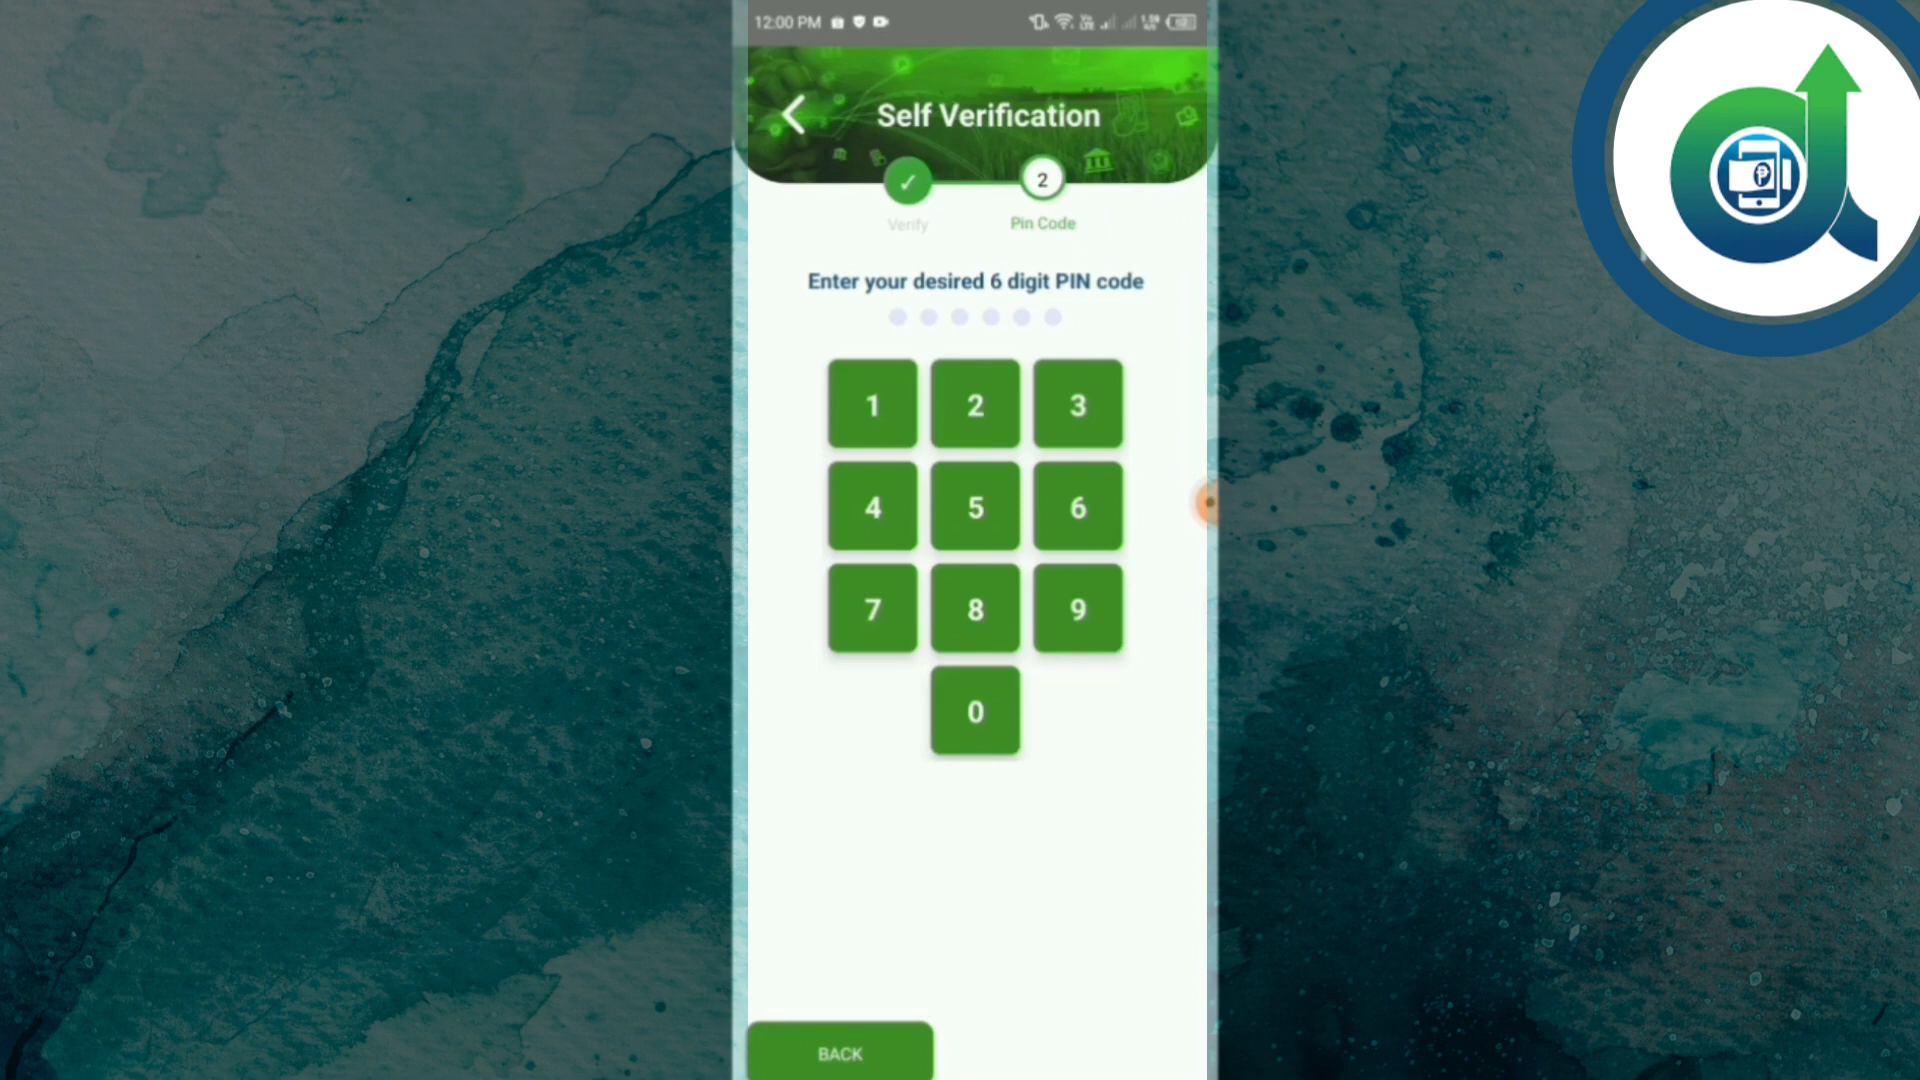 12:00 PM
Self Verification
✓ 2
Verify Pin Code
Enter your desired 6 digit PIN code
1 2 3
4 5 6
7 8 9
0
BACK